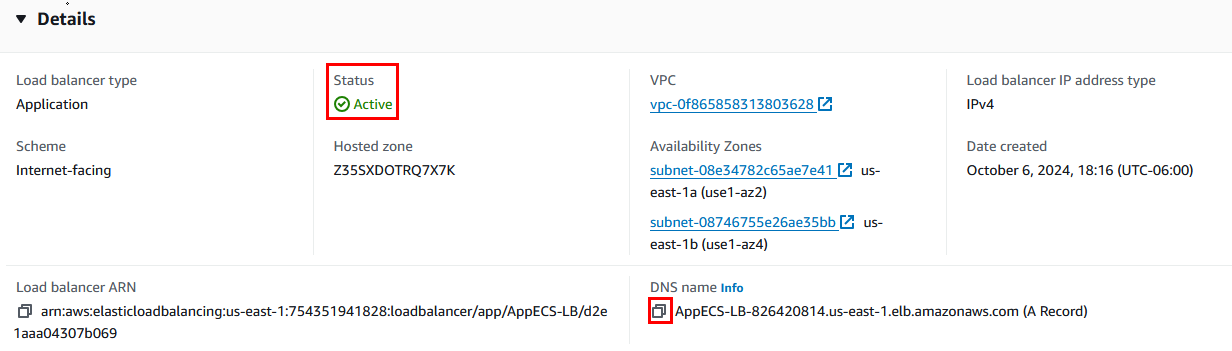 Details
Load balancer type
Application
Status
Active
VPC
vpc-0f865858313803628
Load balancer IP address type
IPv4
Scheme
Internet-facing
Hosted zone
Z35SXDOTRQ7X7K
Availability Zones
subnet-08e34782c65ae7e41 us-
east-1a (use1-az2)
subnet-08746755e26ae35bb us-
east-1b (use1-az4)
Date created
October 6, 2024, 18:16 (UTC-06:00)
Load balancer ARN
arn:aws:elasticloadbalancing:us-east-1:754351941828:loadbalancer/app/AppECS-LB/d2e
1aaa04307b069
DNS name Info
AppECS-LB-826420814.us-east-1.elb.amazonaws.com (A Record)